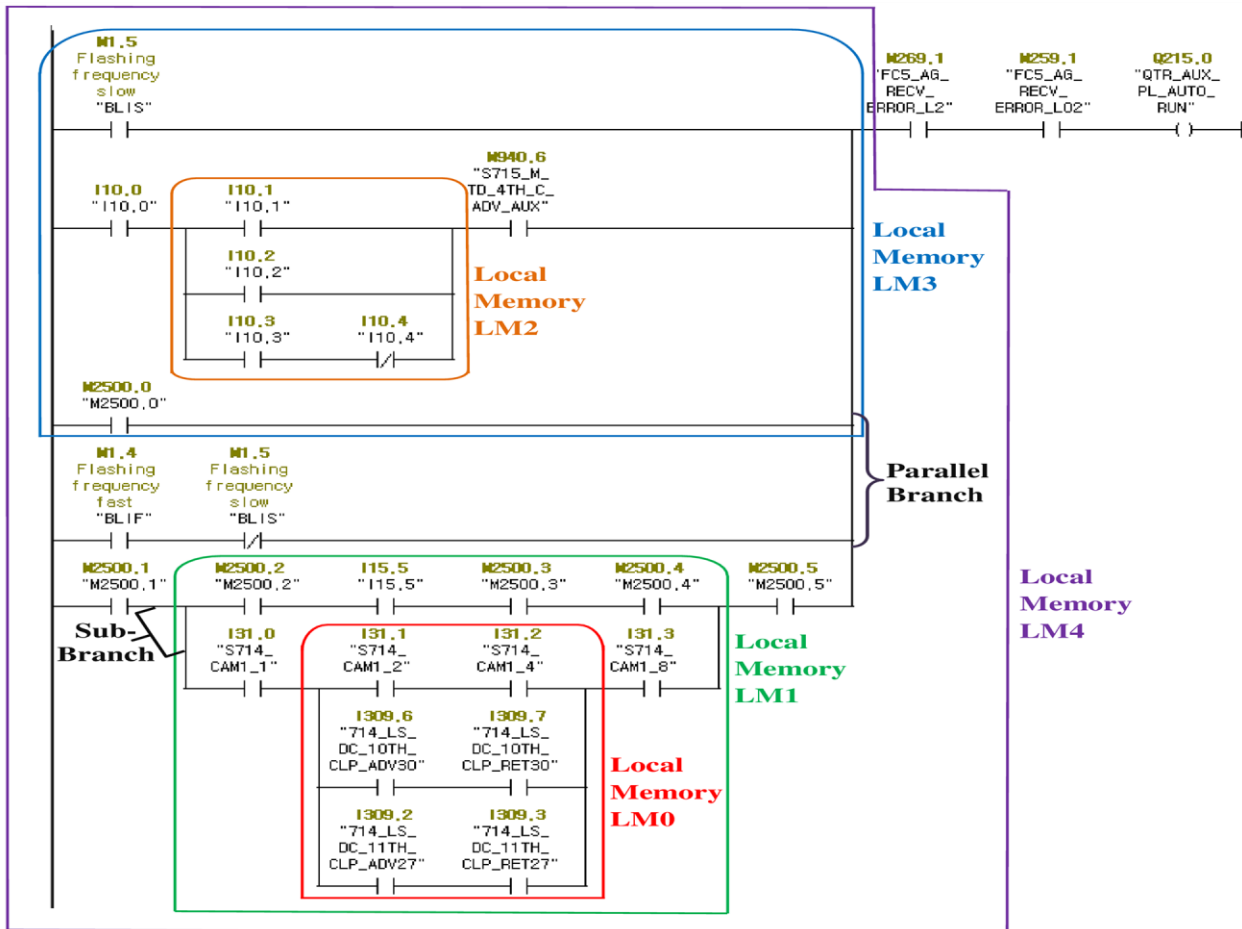 M1.5
Flashing
frequency
slow
"BLIS"
M269.1
"FC5_AG_
RECV_
ERROR_L2"
M259.1
"FC5_AG_
RECV_
ERROR_LO2"
Q215.0
"QTR_AUX_
PL_AUTO_
RUN"
I10.0
"I10.0"
I10.1
"I10.1"
M940.6
"S715_M_
TD_4TH_C_
ADV_AUX"
I10.2
"I10.2"
I10.3
"I10.3"
I10.4
"I10.4"
Local
Memory
LM2
Local
Memory
LM3
M2500.0
"M2500.0"
M1.4
Flashing
frequency
fast
"BLIF"
M1.5
Flashing
frequency
slow
"BLIS"
Parallel
Branch
M2500.1
"M2500.1"
M2500.2
"M2500.2"
I15.5
"I15.5"
M2500.3
"M2500.3"
M2500.4
"M2500.4"
M2500.5
"M2500.5"
Sub-
Branch
I31.0
"S714_
CAM1_1"
I31.1
"S714_
CAM1_2"
I31.2
"S714_
CAM1_4"
I31.3
"S714_
CAM1_8"
Local
Memory
LM1
Local
Memory
LM4
I309.6
"714_LS_
DC_10TH_
CLP_ADV30"
I309.7
"714_LS_
DC_10TH_
CLP_RET30"
I309.2
"714_LS_
DC_11TH_
CLP_ADV27"
I309.3
"714_LS_
DC_11TH_
CLP_RET27"
Local
Memory
LM0